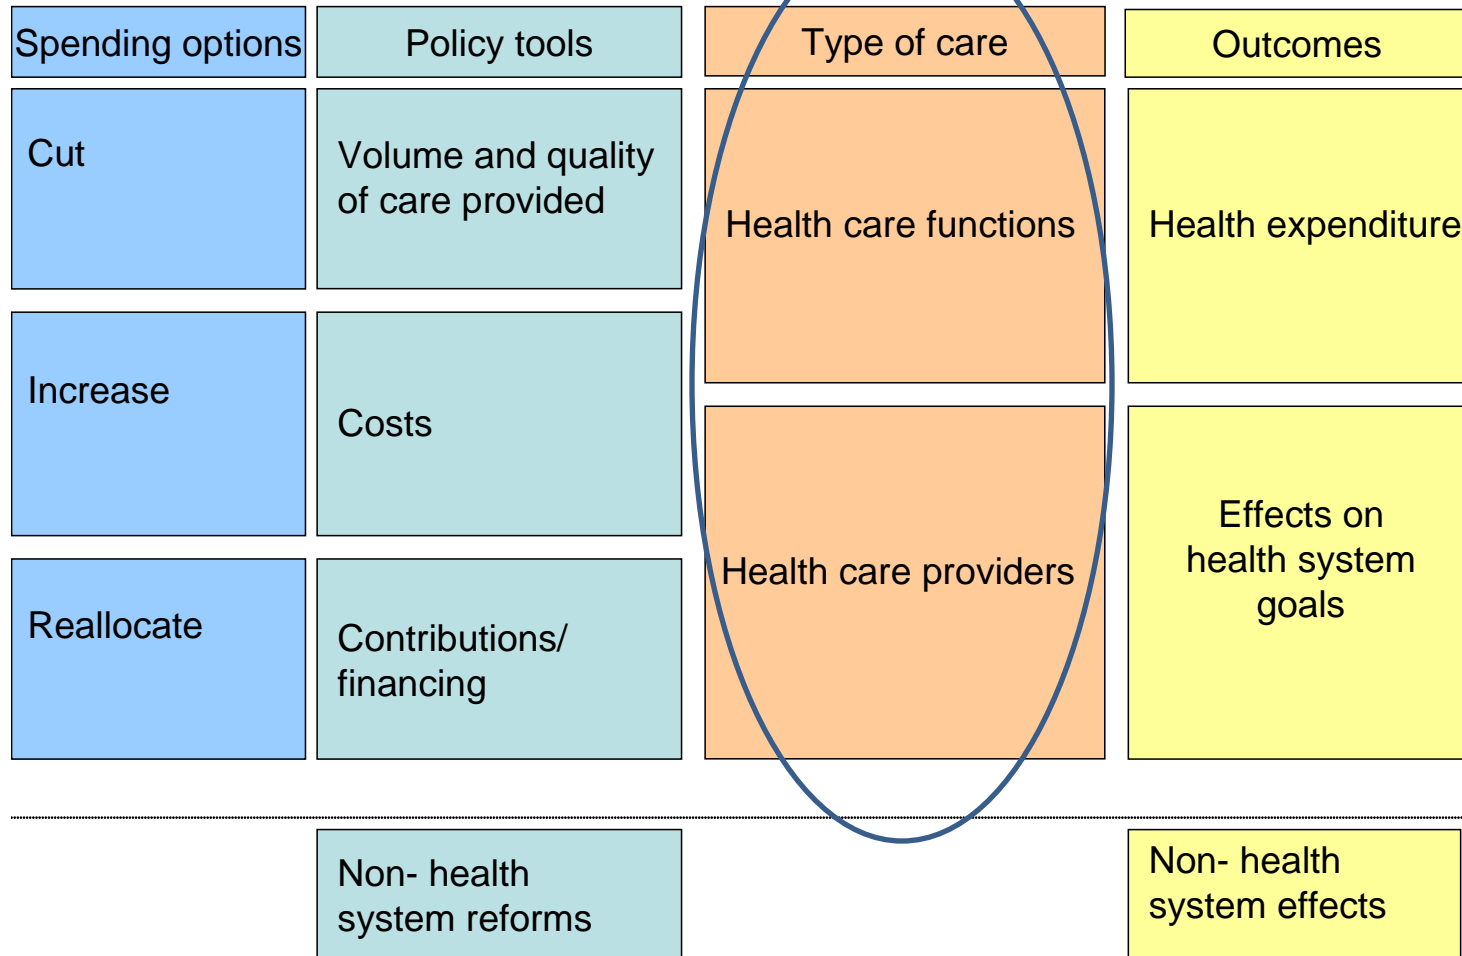 Spending options
Policy tools
Type of care
Outcomes
Cut
Volume and quality
of care provided
Health care functions
Health expenditure
Increase
Costs
Health care providers
Effects on
health system
goals
Reallocate
Contributions/
financing
Non- health
system reforms
Non- health
system effects